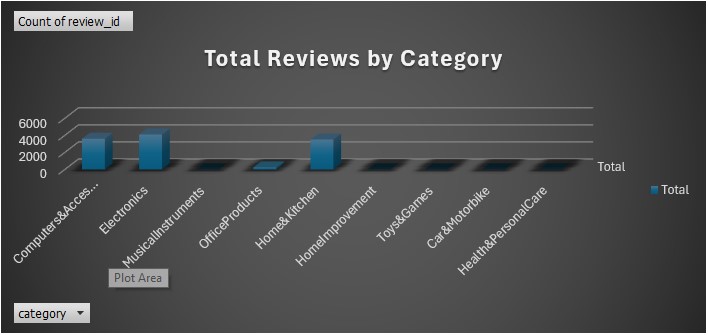 Count of review_id
Total Reviews by Category
6000
4000
2000
0
Total
Total
Computers&Acces...
Electronics
MusicalInstruments
OfficeProducts
Home&Kitchen
HomeImprovement
Toys&Games
Car&Motorbike
Health&PersonalCare
Plot Area
category